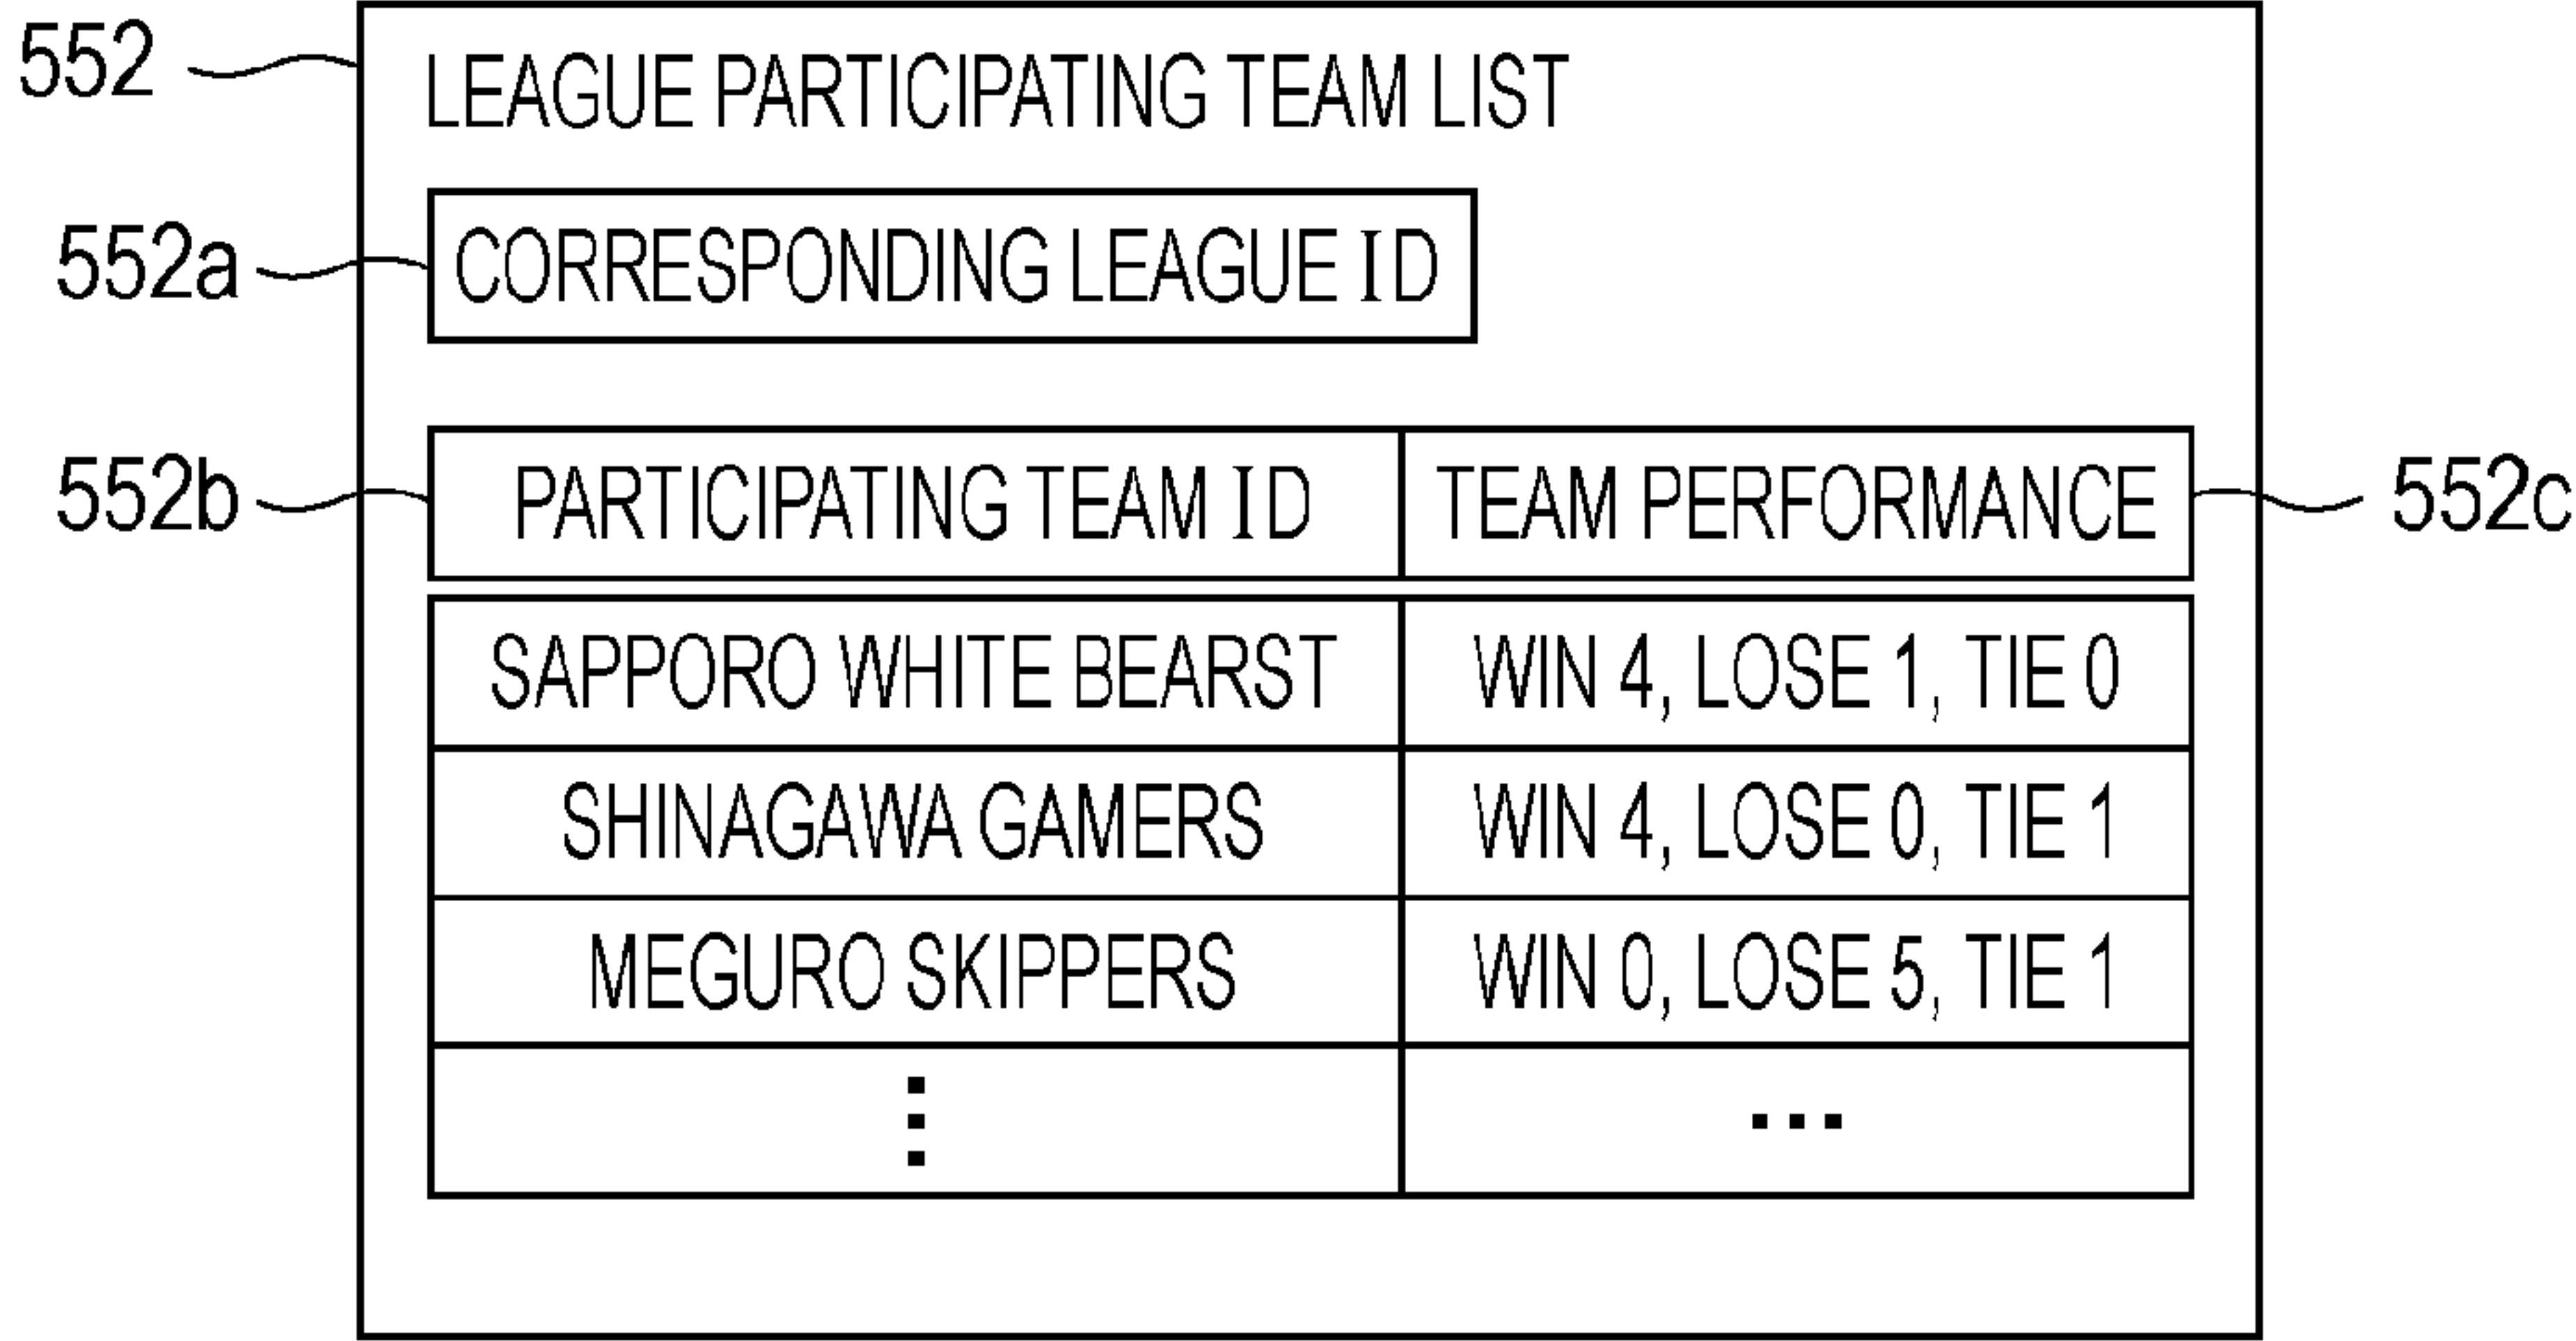 552
LEAGUE PARTICIPATING TEAM LIST
552a
CORRESPONDING LEAGUE ID
552b
PARTICIPATING TEAM ID
TEAM PERFORMANCE
552c
SAPPORO WHITE BEARST
WIN 4, LOSE 1, TIE 0
SHINAGAWA GAMERS
WIN 4, LOSE 0, TIE 1
MEGURO SKIPPERS
WIN 0, LOSE 5, TIE 1
⋮
...